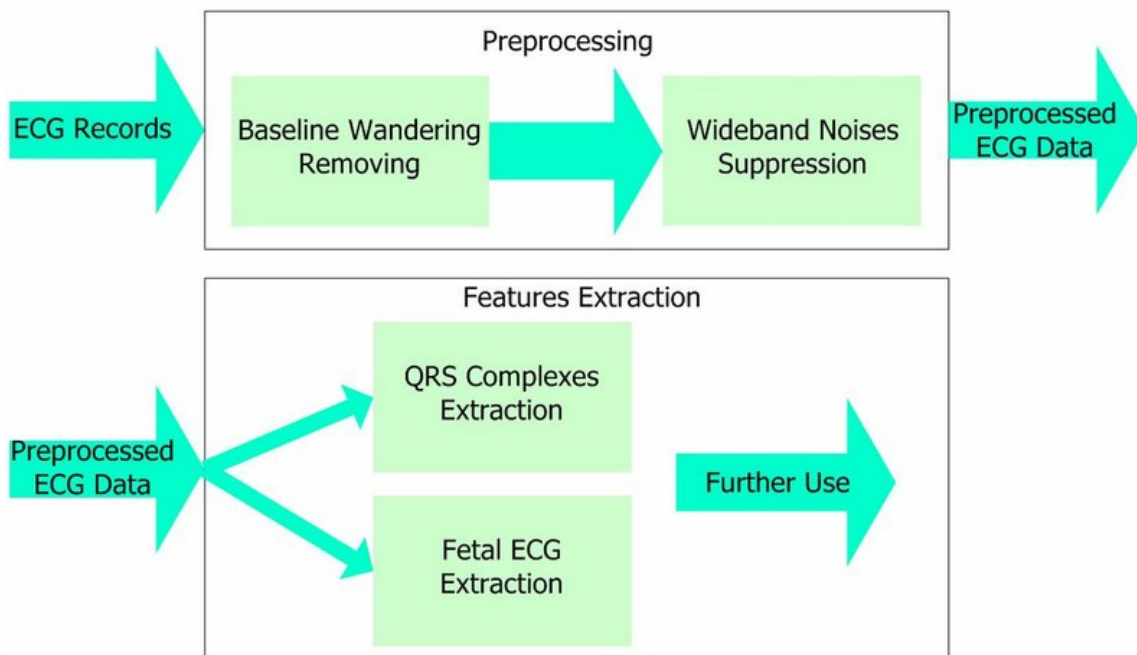 Preprocessing
ECG Records
Baseline Wandering
Removing
Wideband Noises
Suppression
Preprocessed
ECG Data
Features Extraction
Preprocessed
ECG Data
QRS Complexes
Extraction
Fetal ECG
Extraction
Further Use